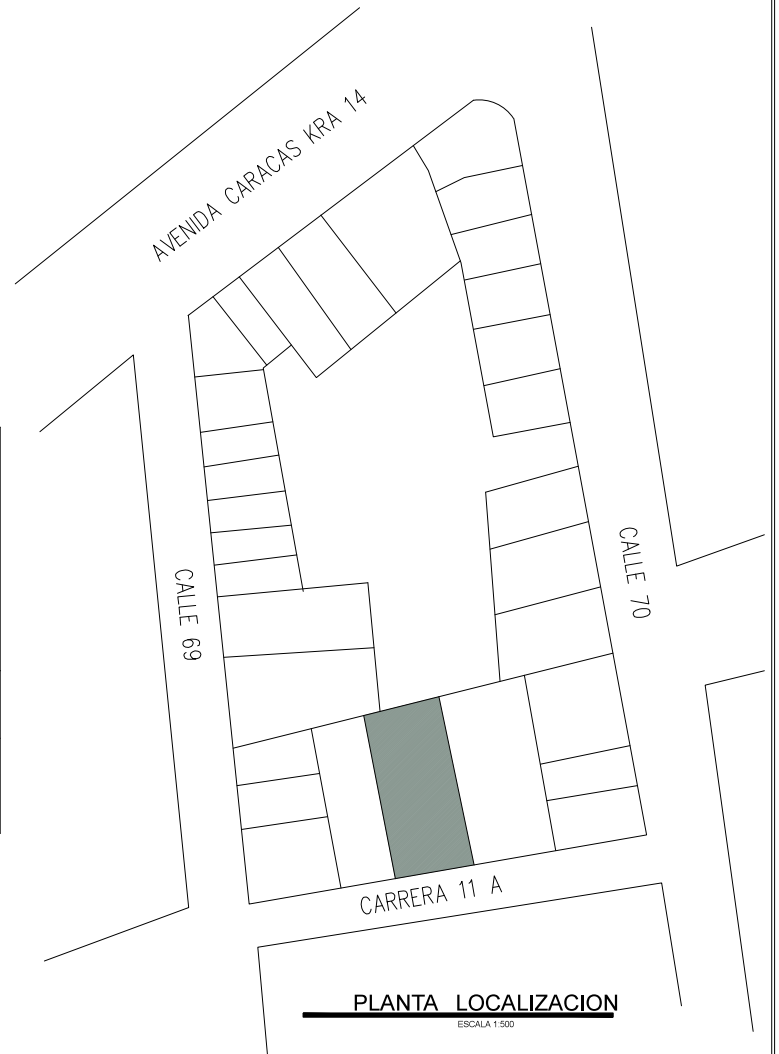 AVENIDA CARACAS KRA 14
CALLE 70
CALLE 69
CARRERA 11 A
PLANTA LOCALIZACION
ESCALA 1:500